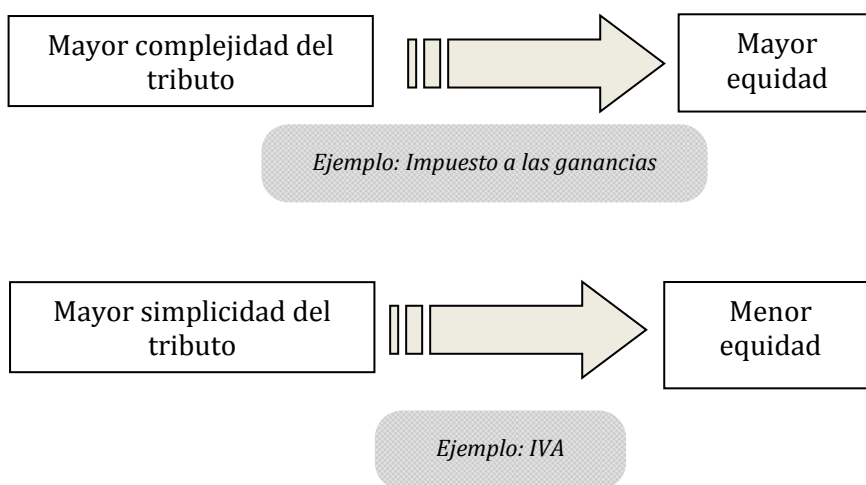 Mayor complejidad del
tributo
Mayor
equidad
Ejemplo: Impuesto a las ganancias
Mayor simplicidad del
tributo
Menor
equidad
Ejemplo: IVA